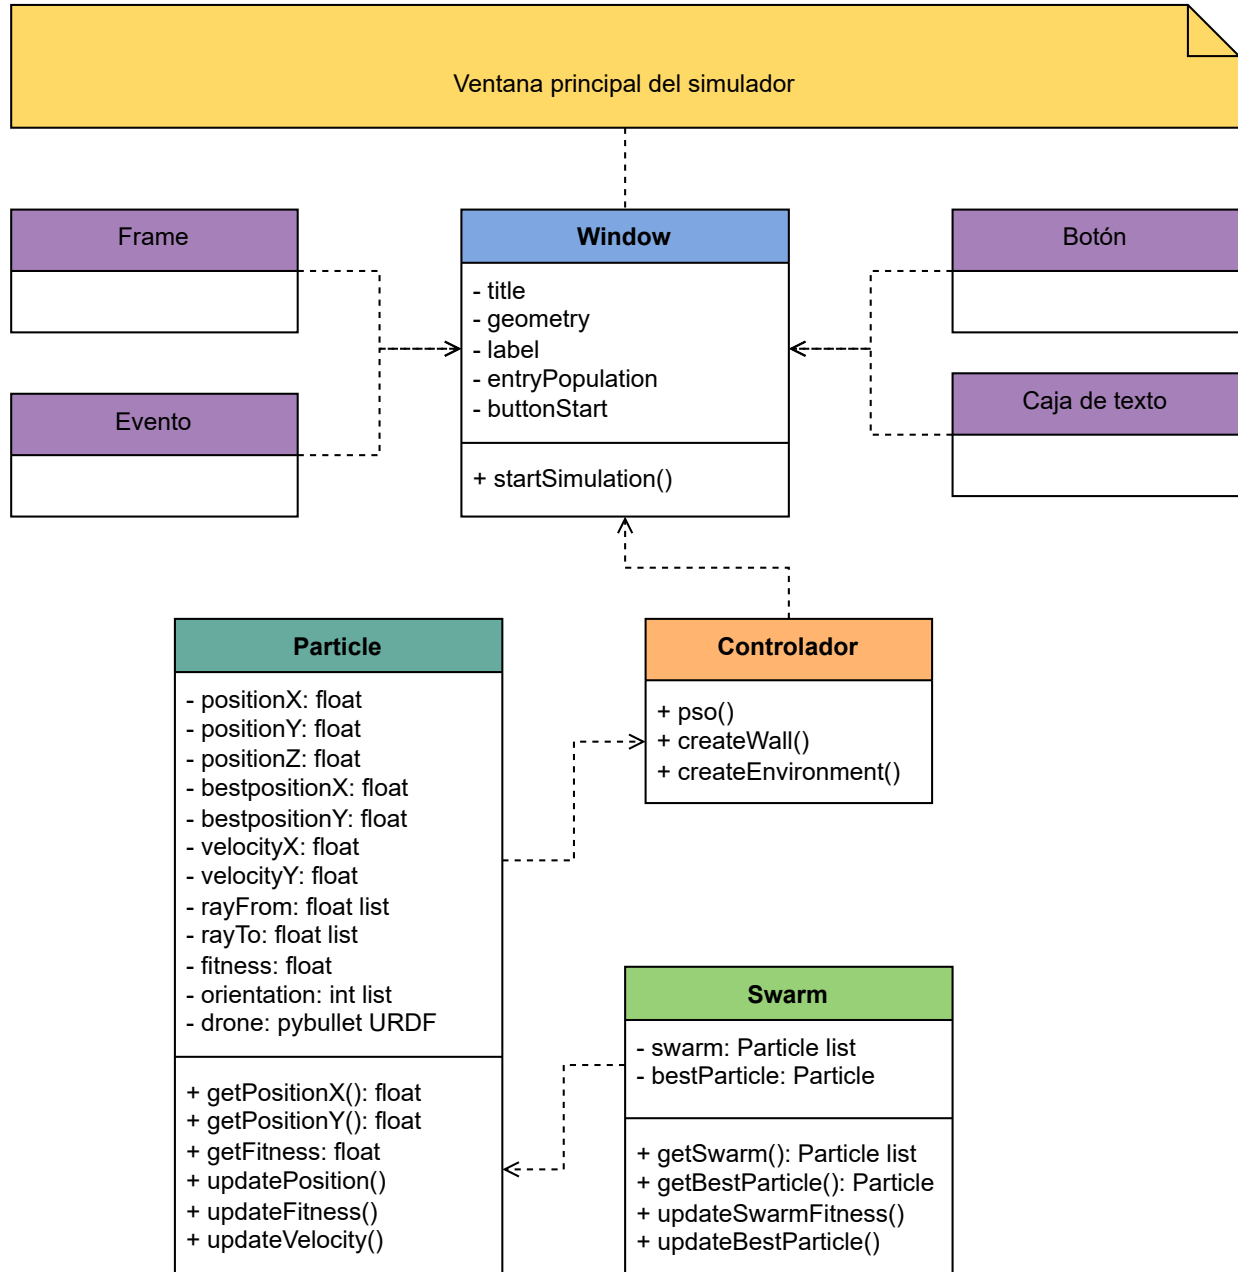 Ventana principal del simulador
Frame
Evento
Window
- title
- geometry
- label
- entryPopulation
- buttonStart
+ startSimulation()
Botón
Caja de texto
Particle
- positionX: float
- positionY: float
- positionZ: float
- bestpositionX: float
- bestpositionY: float
- velocityX: float
- velocityY: float
- rayFrom: float list
- rayTo: float list
- fitness: float
- orientation: int list
- drone: pybullet URDF
+ getPositionX(): float
+ getPositionY(): float
+ getFitness: float
+ updatePosition()
+ updateFitness()
+ updateVelocity()
Controlador
+ pso()
+ createWall()
+ createEnvironment()
Swarm
- swarm: Particle list
- bestParticle: Particle
+ getSwarm(): Particle list
+ getBestParticle(): Particle
+ updateSwarmFitness()
+ updateBestParticle()